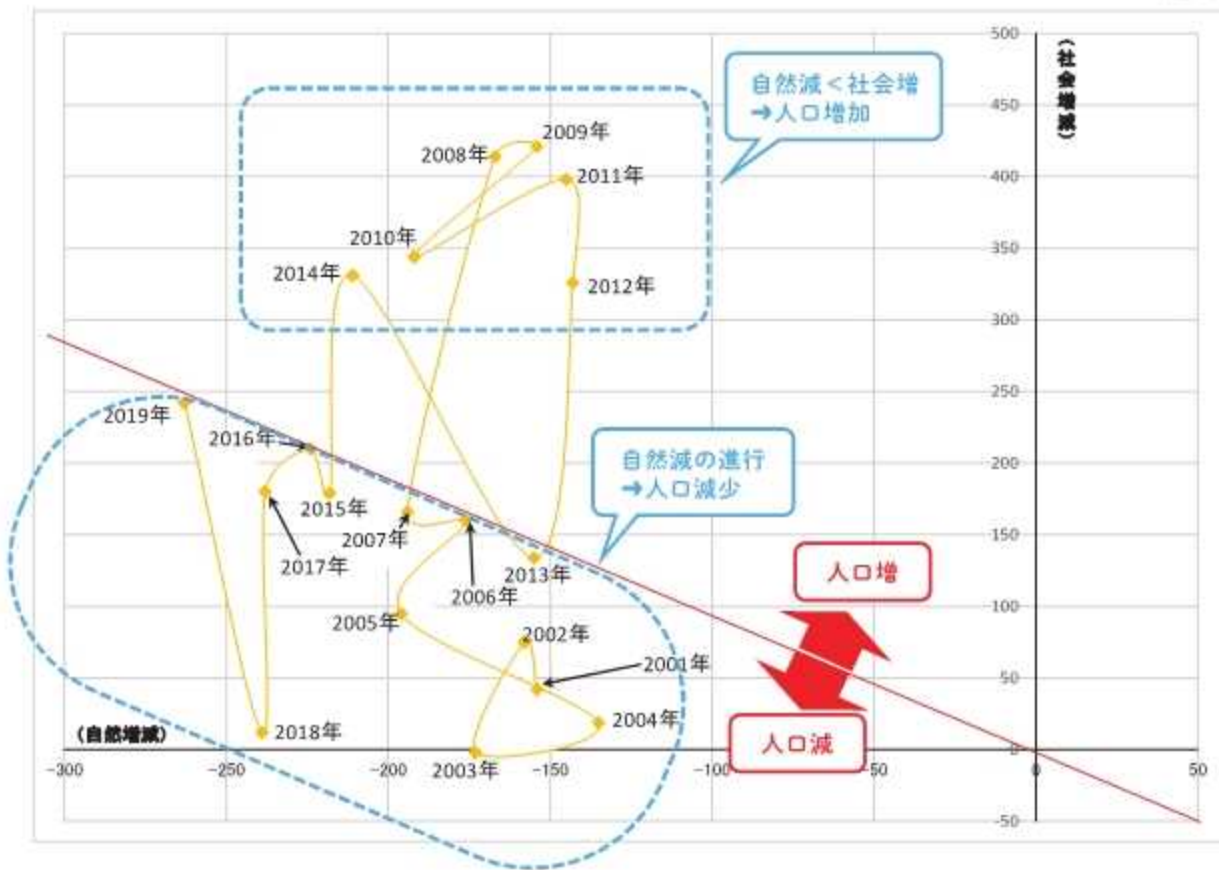 500
(社会増減)
450
400
350
300
250
200
150
100
50
0
-50
自然減<社会増
→人口増加
2009年
2008年
2011年
2010年
2014年
2012年
2019年
2016年
自然減の進行
→人口減少
2015年
2007年
2017年
2013年
人口増
2006年
2005年
2002年
2001年
2004年
(自然増減)
2018年
人口減
2003年
-300
-250
-200
-150
-100
-50
0
50